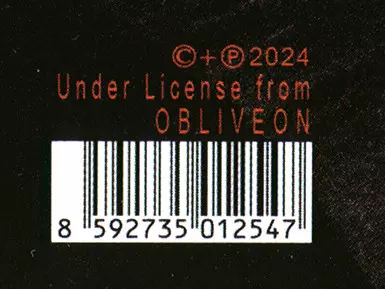 ©+℗2024
Under License from
OBLIVEON
8 592735 012547